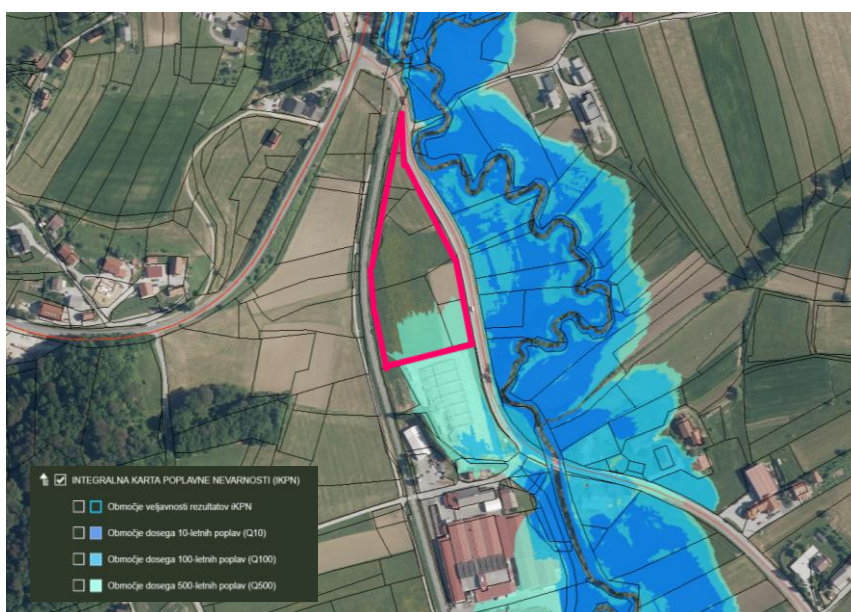 INTEGRALNA KARTA POPLAVNE NEVARNOSTI (IKPN)
Območje veljavnosti rezultatov iKPN
Območje dosega 10-letnih poplav (Q10)
Območje dosega 100-letnih poplav (Q100)
Območje dosega 500-letnih poplav (Q500)